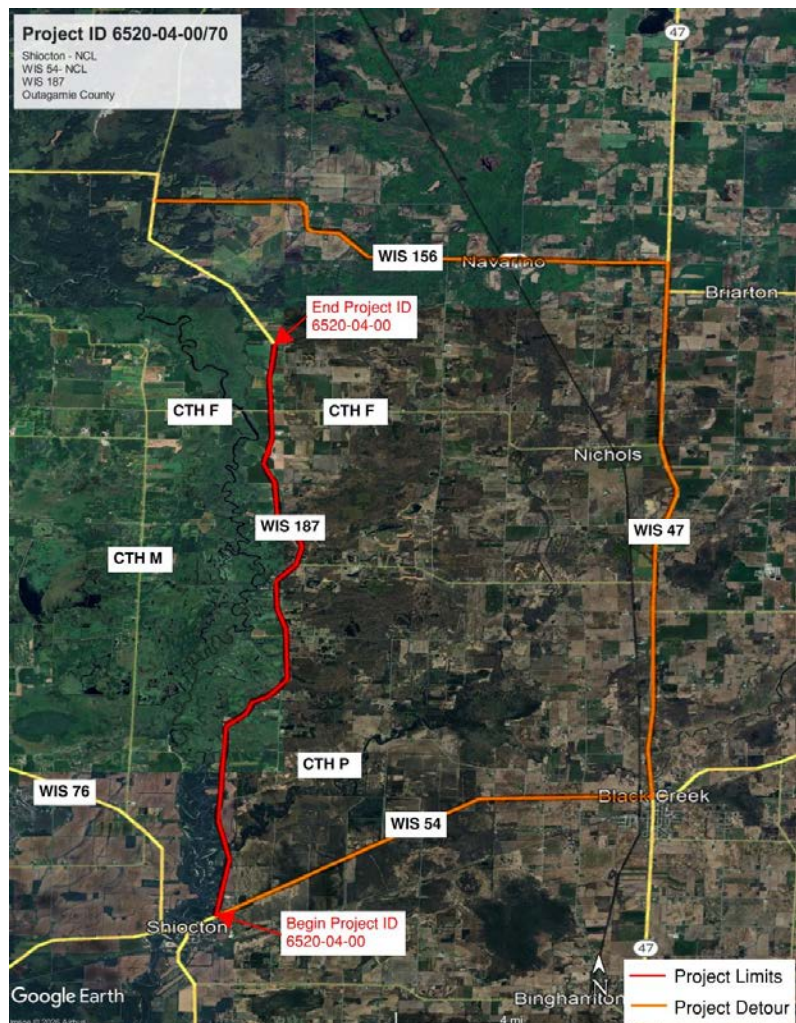 Project ID 6520-04-00/70
Shiocton - NCL
WIS 54- NCL
WIS 187
Outagamie County
47
WIS 156
Navarino
Briarton
End Project ID
6520-04-00
CTH F
CTH F
Nichols
WIS 187
WIS 47
CTH M
CTH P
WIS 76
Black Creek
WIS 54
Shiocton
Begin Project ID
6520-04-00
47
N
Google Earth
Binghamton
Project Limits
Project Detour
4 mi